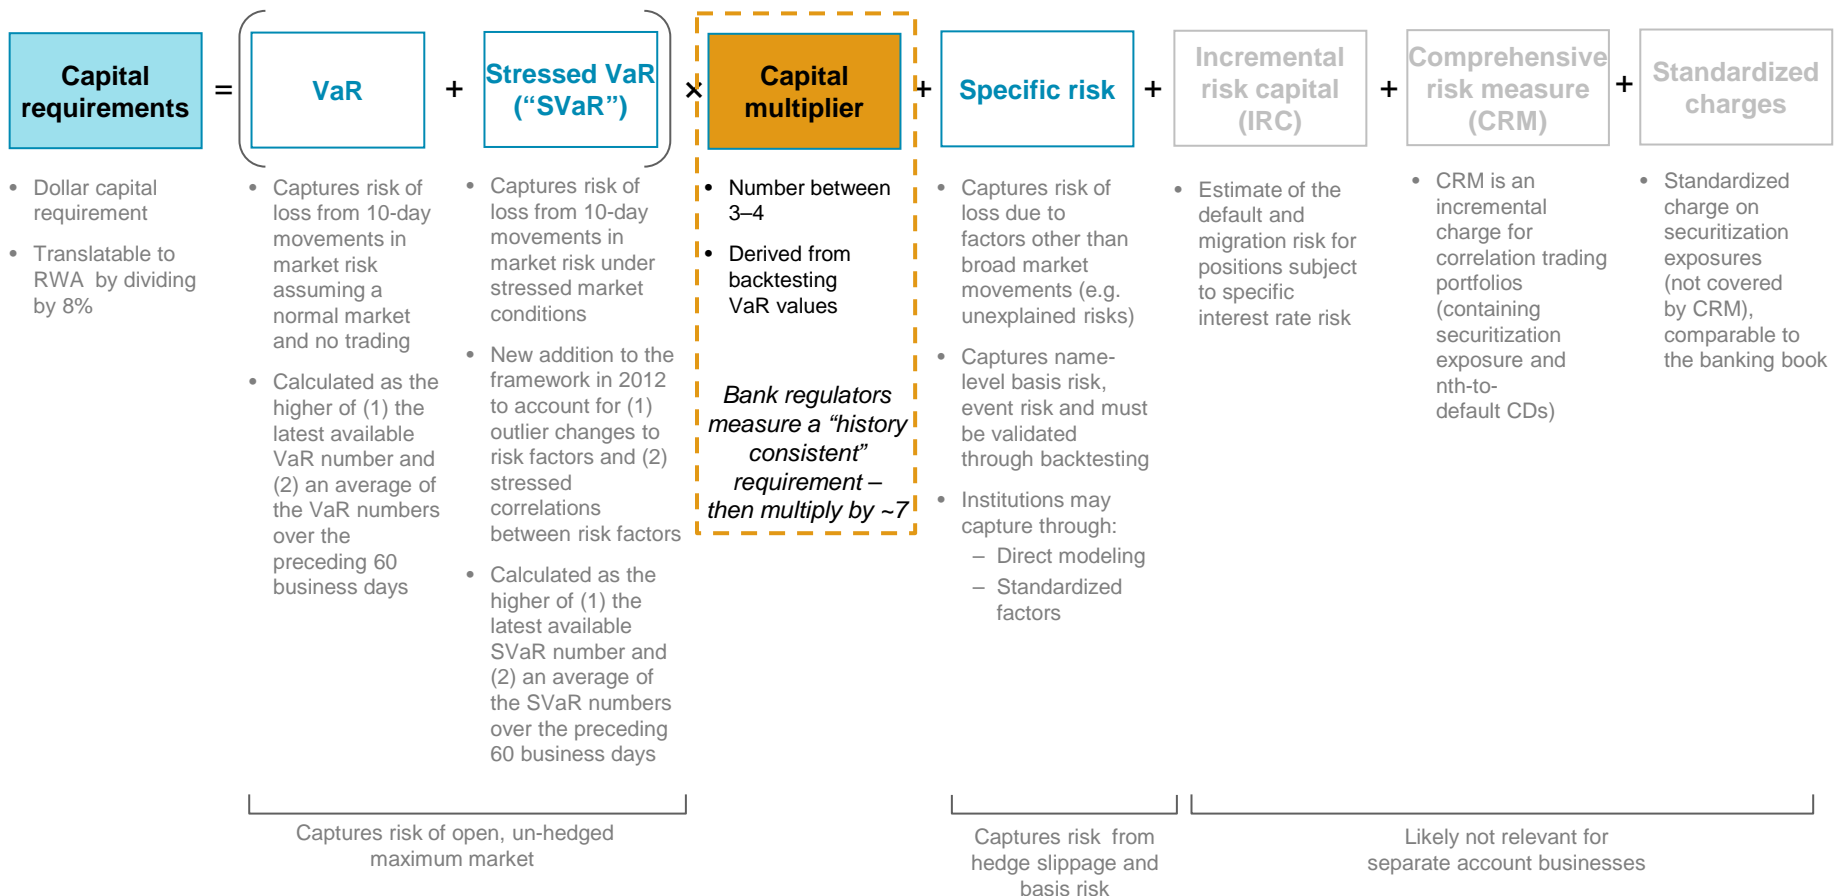 Capital
requirements
=
VaR
+
Stressed VaR
(“SVaR”)
×
Capital
multiplier
+
Specific risk
+
Incremental
risk capital
(IRC)
+
Comprehensive
risk measure
(CRM)
+
Standardized
charges
• Dollar capital
requirement
• Translatable to
RWA by dividing
by 8%
• Captures risk of
loss from 10-day
movements in
market risk
assuming a
normal market
and no trading
• Calculated as the
higher of (1) the
latest available
VaR number and
(2) an average of
the VaR numbers
over the
preceding 60
business days
• Captures risk of
loss from 10-day
movements in
market risk under
stressed market
conditions
• New addition to the
framework in 2012
to account for (1)
outlier changes to
risk factors and (2)
stressed
correlations
between risk factors
• Calculated as the
higher of (1) the
latest available
SVaR number and
(2) an average of
the SVaR numbers
over the preceding
60 business days
• Number between
3–4
• Derived from
backtesting
VaR values
Bank regulators
measure a “history
consistent”
requirement –
then multiply by ~7
• Captures risk of
loss due to
factors other than
broad market
movements (e.g.
unexplained risks)
• Captures name-
level basis risk,
event risk and must
be validated
through backtesting
• Institutions may
capture through:
– Direct modeling
– Standardized
factors
• Estimate of the
default and
migration risk for
positions subject
to specific
interest rate risk
• CRM is an
incremental
charge for
correlation trading
portfolios
(containing
securitization
exposure and
nth-to-
default CDs)
• Standardized
charge on
securitization
exposures
(not covered
by CRM),
comparable to
the banking book
Captures risk of open, un-hedged
maximum market
Captures risk from
hedge slippage and
basis risk
Likely not relevant for
separate account businesses